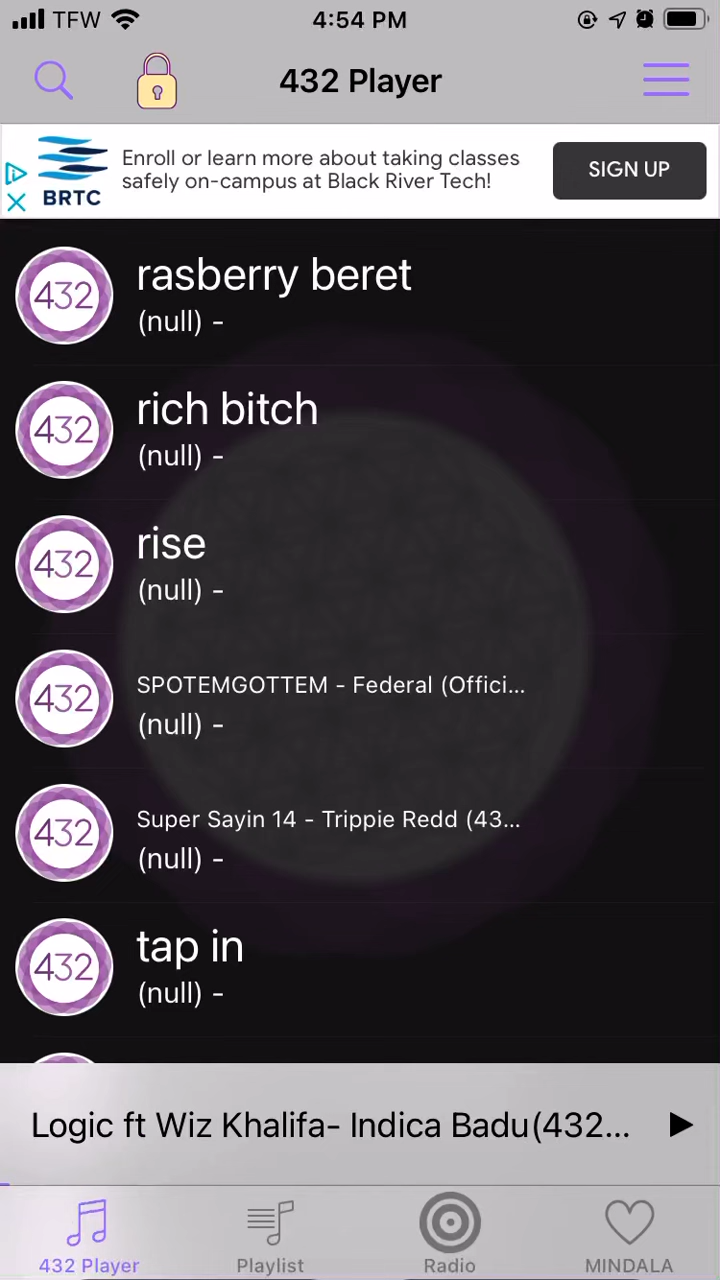 TFW
4:54 PM
432 Player
BRTC
Enroll or learn more about taking classes
safely on-campus at Black River Tech!
SIGN UP
432
rasberry beret
(null) -
432
rich bitch
(null) -
432
rise
(null) -
432
SPOTEMGOTTEM - Federal (Offici...
(null) -
432
Super Sayin 14 - Trippie Redd (43...
(null) -
432
tap in
(null) -
Logic ft Wiz Khalifa- Indica Badu(432...
432 Player
Playlist
Radio
MINDALA